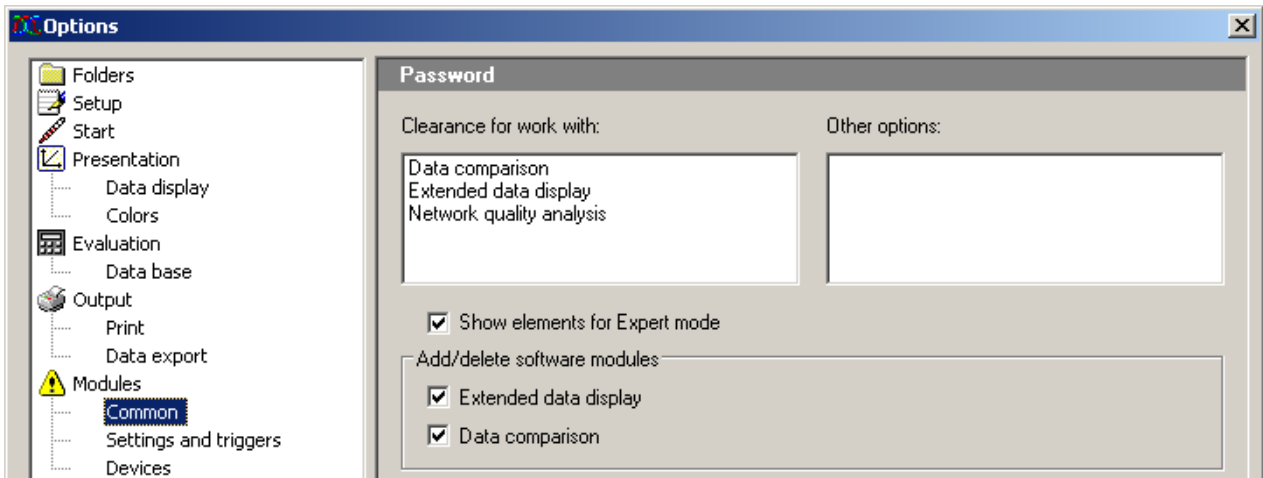 Options
Folders
Setup
Start
Presentation
Data display
Colors
Evaluation
Data base
Output
Print
Data export
Modules
Common
Settings and triggers
Devices
Password
Clearance for work with:
Data comparison
Extended data display
Network quality analysis
Other options:
Show elements for Expert mode
Add/delete software modules
Extended data display
Data comparison